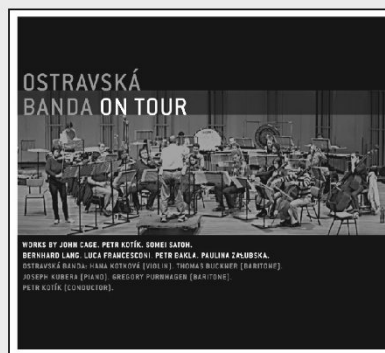 OSTRAVSKÁ
BANDA ON TOUR
WORKS BY JOHN CAGE. PETR KOTÍK. SOMEI SATOH.
BERNHARD LANG. LUCA FRANCESCONI. PETR BAKLA. PAULINA ZAŁUBSKA.
OSTRAVSKÁ BANDA: HANA KOTKOVÁ [VIOLIN]. THOMAS BUCKNER [BARITONE].
JOSEPH KUBERA [PIANO]. GREGORY PURNHAGEN [BARITONE].
PETR KOTÍK [CONDUCTOR].